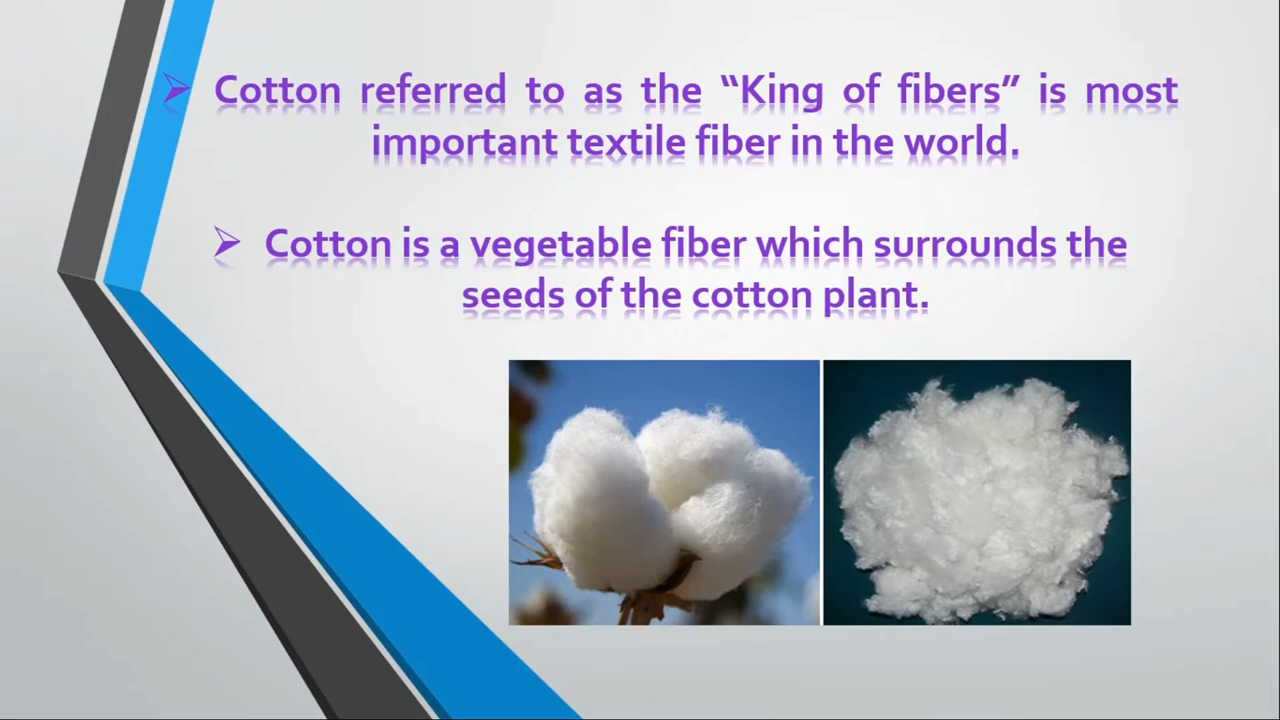 Cotton referred to as the “King of fibers” is most
important textile fiber in the world.
Cotton is a vegetable fiber which surrounds the
seeds of the cotton plant.